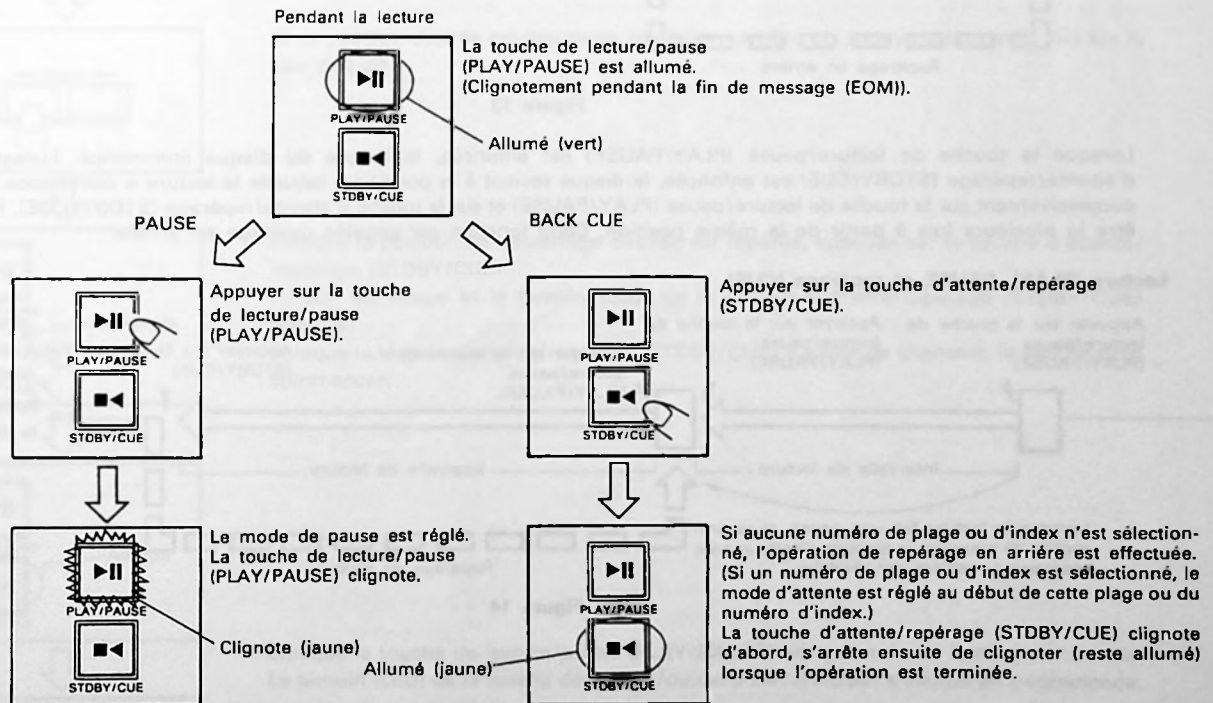 Pendant la lecture
PLAY/PAUSE
STDBY/CUE
La touche de lecture/pause
(PLAY/PAUSE) est allumé.
(Clignotement pendant la fin de message (EOM)).
Allumé (vert)
PAUSE
BACK CUE
PLAY/PAUSE
STDBY/CUE
Appuyer sur la touche
de lecture/pause
(PLAY/PAUSE).
PLAY/PAUSE
STDBY/CUE
Appuyer sur la touche d'attente/repérage
(STDBY/CUE).
PLAY/PAUSE
STDBY/CUE
Le mode de pause est réglé.
La touche de lecture/pause
(PLAY/PAUSE) clignote.
Clignote (jaune)
PLAY/PAUSE
STDBY/CUE
Allumé (jaune)
Si aucune numéro de plage ou d'index n'est sélection-
né, l'opération de repérage en arriére est effectuée.
(Si un numéro de plage ou d'index est sélectionné, le
mode d'attente est réglé au début de cette plage ou du
numéro d'index.)
La touche d'attente/repérage (STDBY/CUE) clignote
d'abord, s'arrête ensuite de clignoter (reste allumé)
lorsque l'opération est terminée.